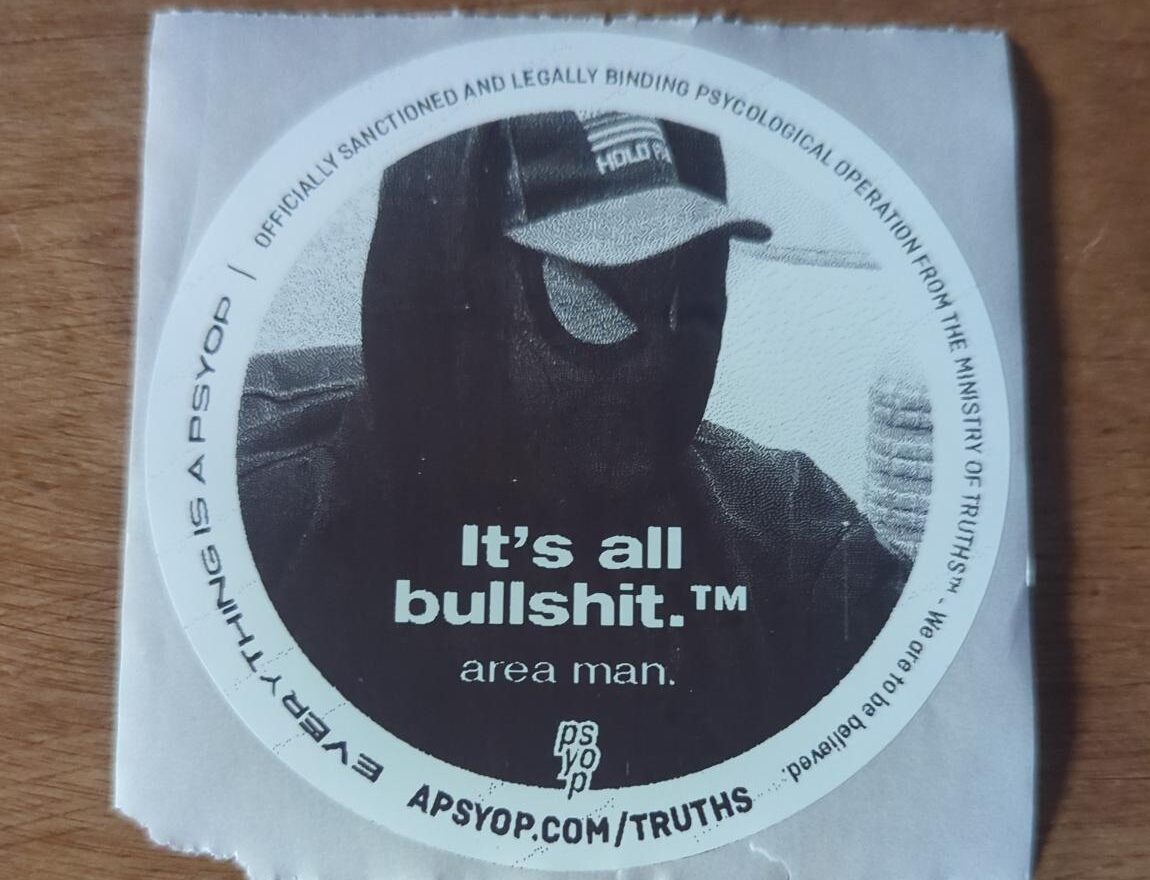 EVERYTHING IS A PSYOP | OFFICIALLY SANCTIONED AND LEGALLY BINDING PSYCOLOGICAL OPERATION FROM THE MINISTRY OF TRUTHS™ - We are to be believed.
HOLD
It's all
bullshit.™
area man.
ps
yo
p
APSYOP.COM/TRUTHS